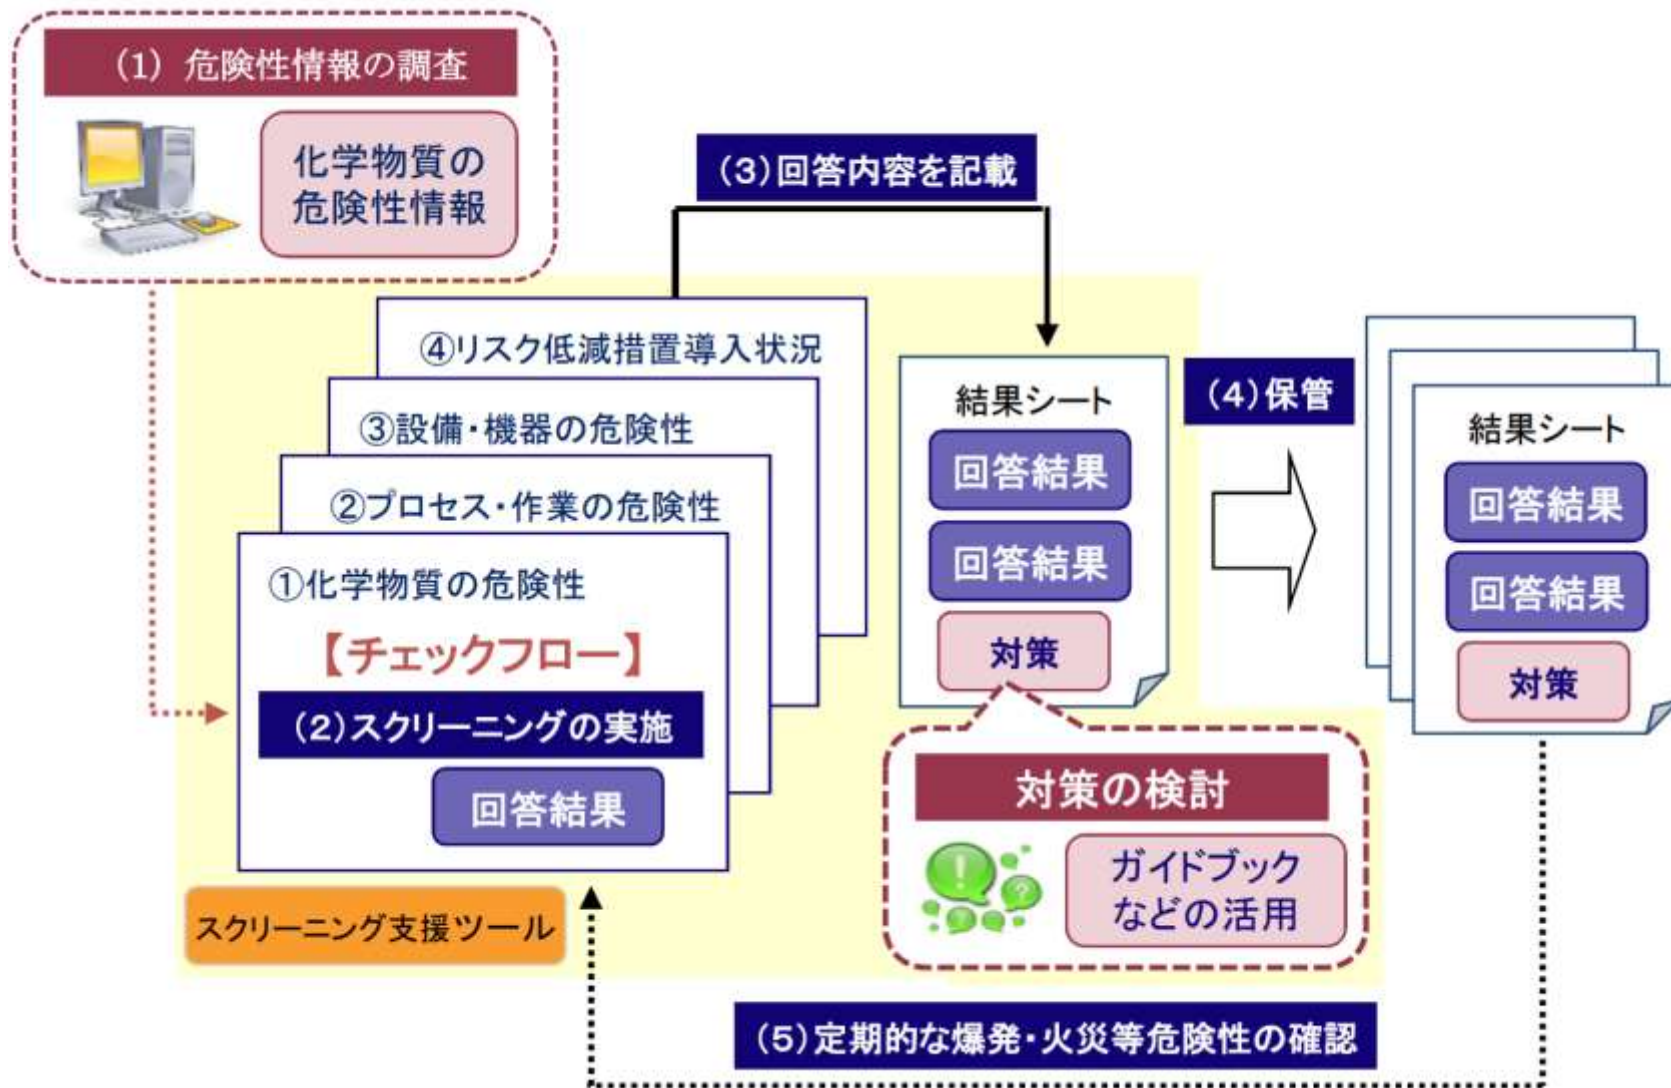 (1) 危険性情報の調査
化学物質の
危険性情報
(3)回答内容を記載
④リスク低減措置導入状況
③設備・機器の危険性
②プロセス・作業の危険性
①化学物質の危険性
【チェックフロー】
(2)スクリーニングの実施
回答結果
スクリーニング支援ツール
結果シート
回答結果
回答結果
対策
対策の検討
!
?
ガイドブック
などの活用
(4)保管
結果シート
回答結果
回答結果
対策
(5)定期的な爆発・火災等危険性の確認